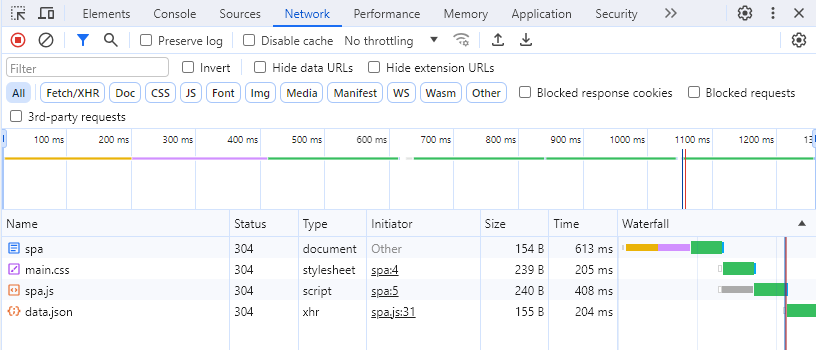 Elements Console Sources Network Performance Memory Application Security
Preserve log Disable cache No throttling
Filter Invert Hide data URLs Hide extension URLs
All Fetch/XHR Doc CSS JS Font Img Media Manifest WS Wasm Other Blocked response cookies Blocked requests
3rd-party requests
100 ms 200 ms 300 ms 400 ms 500 ms 600 ms 700 ms 800 ms 900 ms 1000 ms 1100 ms 1200 ms
Name Status Type Initiator Size Time Waterfall
spa 304 document Other 154 B 613 ms
main.css 304 stylesheet spa:4 239 B 205 ms
spa.js 304 script spa:5 240 B 408 ms
data.json 304 xhr spa.js:31 155 B 204 ms